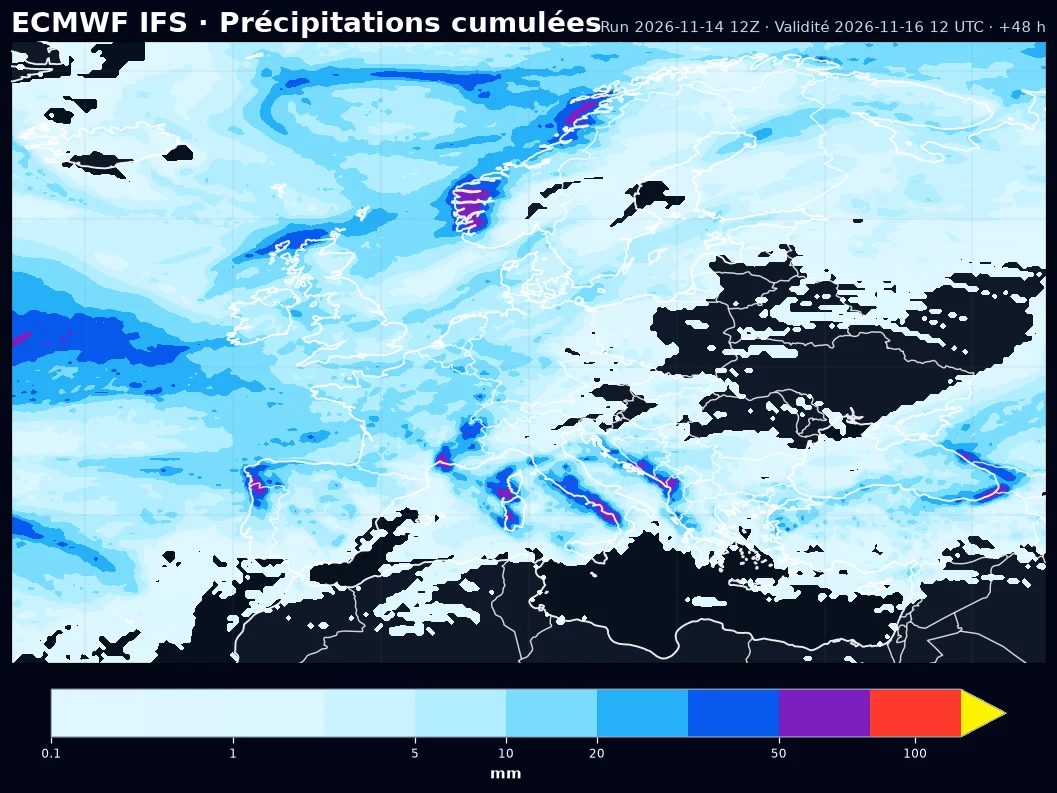 ECMWF IFS · Précipitations cumulées
Run 2026-11-14 12Z · Validité 2026-11-16 12 UTC · +48 h
0.1 1 5 10 20 50 100
mm